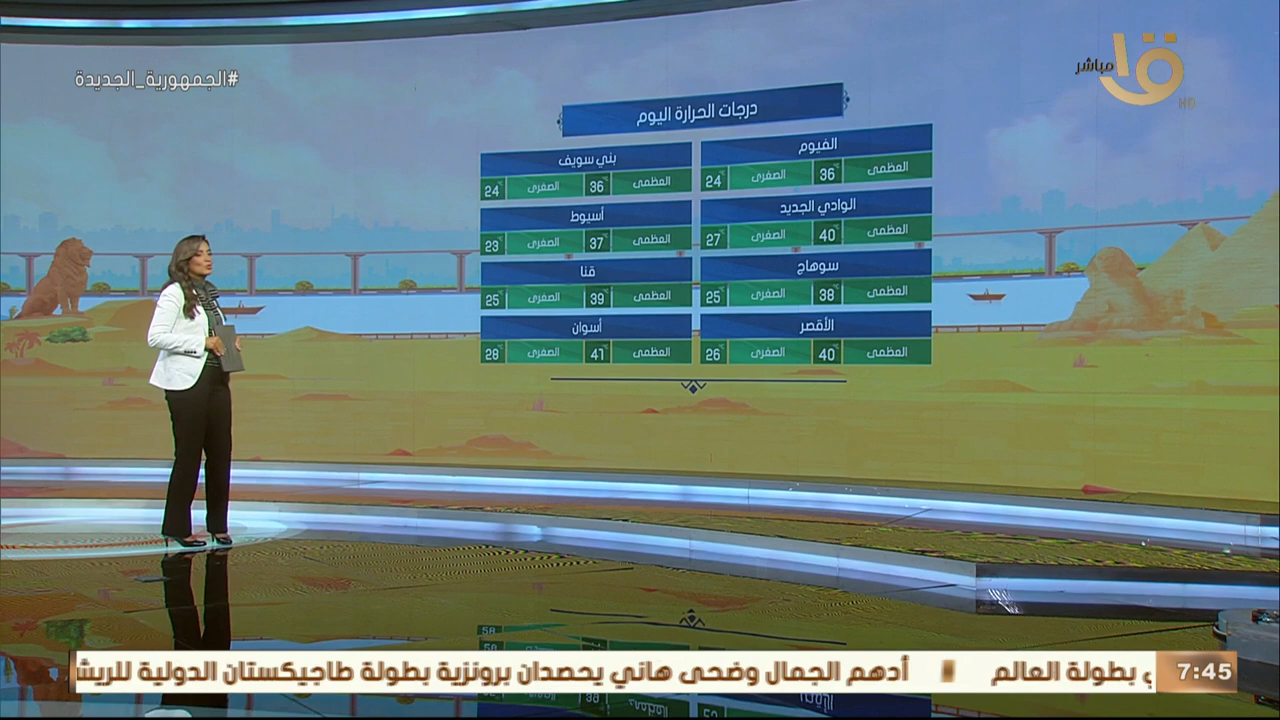 #الجمهورية_الجديدة
مباشر
HD
درجات الحرارة اليوم
الفيوم
العظمى 36 الصغرى 24
بني سويف
العظمى 36 الصغرى 24
الوادي الجديد
العظمى 40 الصغرى 27
أسيوط
العظمى 37 الصغرى 23
سوهاج
العظمى 38 الصغرى 25
قنا
العظمى 39 الصغرى 25
الأقصر
العظمى 40 الصغرى 26
أسوان
العظمى 41 الصغرى 28
7:45
بطولة العالم
أدهم الجمال وضحى هاني يحصدان برونزية بطولة طاجيكستان الدولية للريش